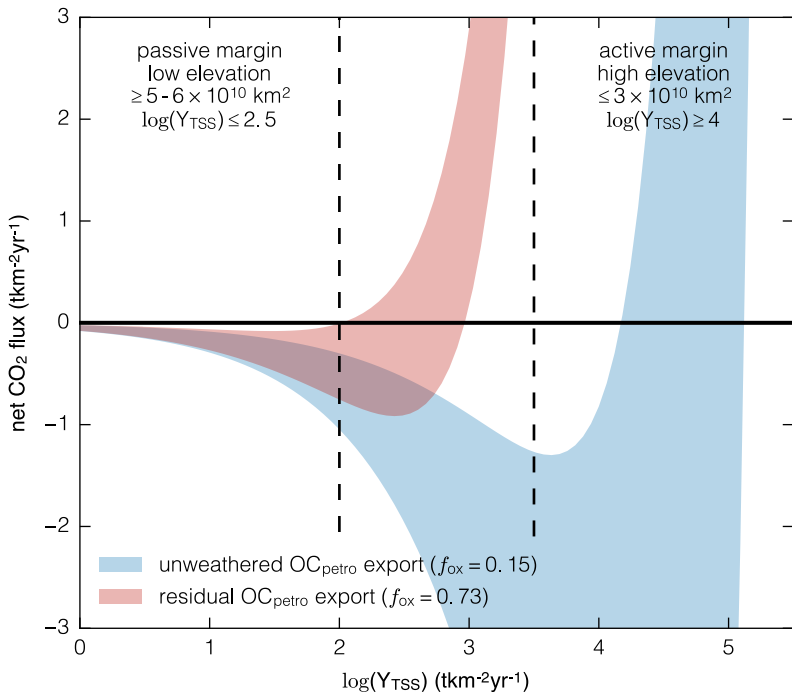 3
2
1
0
−1
−2
−3
net CO₂ flux (tkm⁻²yr⁻¹)
passive margin
low elevation
≥5-6×10¹⁰ km²
log(Y_TSS)≤2.5
active margin
high elevation
≤3×10¹⁰ km²
log(Y_TSS)≥4
unweathered OC_petro export (f_ox=0.15)
residual OC_petro export (f_ox=0.73)
0
1
2
3
4
5
log(Y_TSS) (tkm⁻²yr⁻¹)